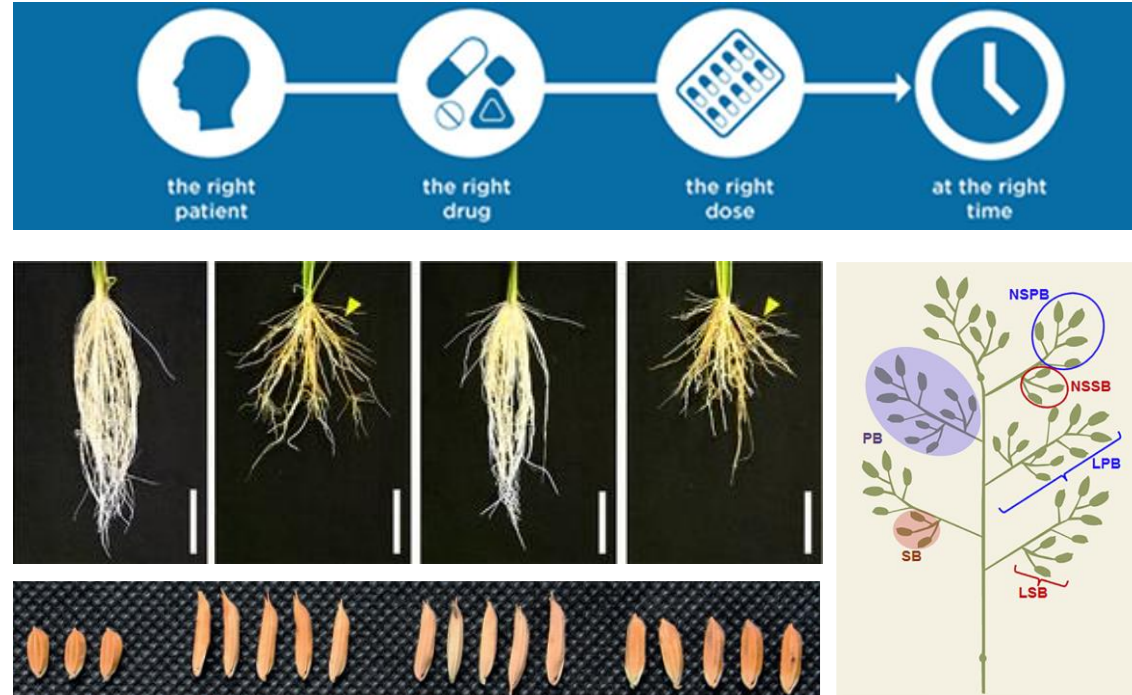 the right
patient
the right
drug
the right
dose
at the right
time
NSPB
NSSB
PB
LPB
SB
LSB